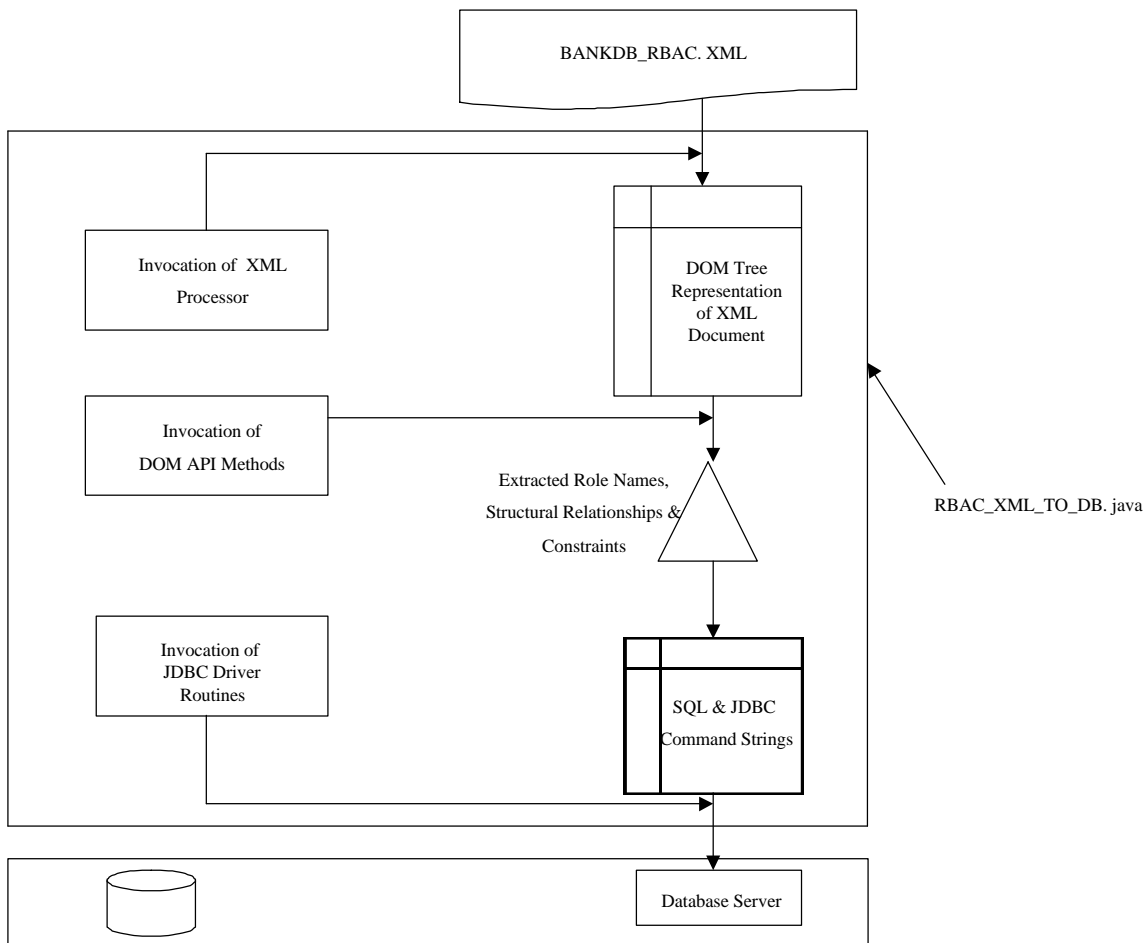 BANKDB_RBAC. XML
Invocation of XML
Processor
DOM Tree
Representation
of XML
Document
Invocation of
DOM API Methods
Extracted Role Names,
Structural Relationships &
Constraints
RBAC_XML_TO_DB. java
Invocation of
JDBC Driver
Routines
SQL & JDBC
Command Strings
Database Server